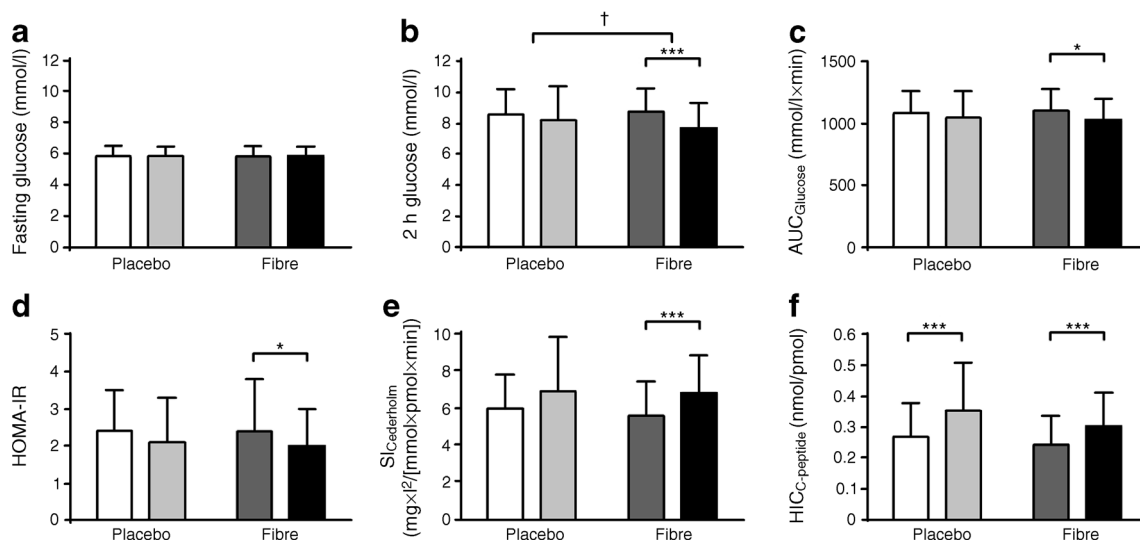 a
Fasting glucose (mmol/l)
12
10
8
6
4
2
0
Placebo
Fibre
b
2 h glucose (mmol/l)
12
10
8
6
4
2
0
†
***
Placebo
Fibre
c
AUCGlucose (mmol/l×min)
1500
1000
500
0
*
Placebo
Fibre
d
HOMA-IR
5
4
3
2
1
0
*
Placebo
Fibre
e
SICederholm
(mg×l²/[mmol×pmol×min])
10
8
6
4
2
0
***
Placebo
Fibre
f
HICC-peptide (nmol/pmol)
0.6
0.5
0.4
0.3
0.2
0.1
0
***
***
Placebo
Fibre